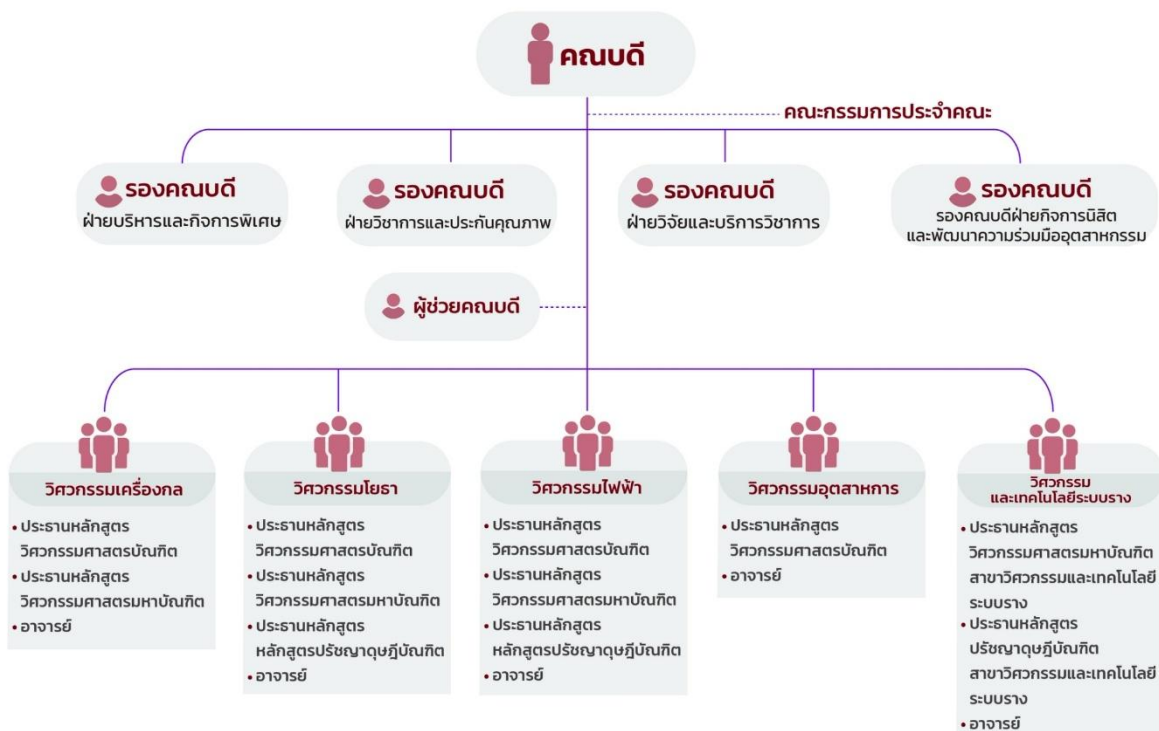 คณบดี
คณะกรรมการประจำคณะ
รองคณบดี
ฝ่ายบริหารและกิจการพิเศษ
รองคณบดี
ฝ่ายวิชาการและประกันคุณภาพ
รองคณบดี
ฝ่ายวิจัยและบริการวิชาการ
รองคณบดี
รองคณบดีฝ่ายกิจการนิสิต
และพัฒนาความร่วมมืออุตสาหกรรม
ผู้ช่วยคณบดี
วิศวกรรมเครื่องกล
• ประธานหลักสูตร
วิศวกรรมศาสตรบัณฑิต
• ประธานหลักสูตร
วิศวกรรมศาสตรมหาบัณฑิต
• อาจารย์
วิศวกรรมโยธา
• ประธานหลักสูตร
วิศวกรรมศาสตรบัณฑิต
• ประธานหลักสูตร
วิศวกรรมศาสตรมหาบัณฑิต
• ประธานหลักสูตร
หลักสูตรปรัชญาดุษฎีบัณฑิต
• อาจารย์
วิศวกรรมไฟฟ้า
• ประธานหลักสูตร
วิศวกรรมศาสตรบัณฑิต
• ประธานหลักสูตร
วิศวกรรมศาสตรมหาบัณฑิต
• ประธานหลักสูตร
หลักสูตรปรัชญาดุษฎีบัณฑิต
• อาจารย์
วิศวกรรมอุตสาหการ
• ประธานหลักสูตร
วิศวกรรมศาสตรบัณฑิต
• อาจารย์
วิศวกรรม
และเทคโนโลยีระบบราง
• ประธานหลักสูตร
วิศวกรรมศาสตรมหาบัณฑิต
สาขาวิศวกรรมและเทคโนโลยี
ระบบราง
• ประธานหลักสูตร
ปรัชญาดุษฎีบัณฑิต
สาขาวิศวกรรมและเทคโนโลยี
ระบบราง
• อาจารย์